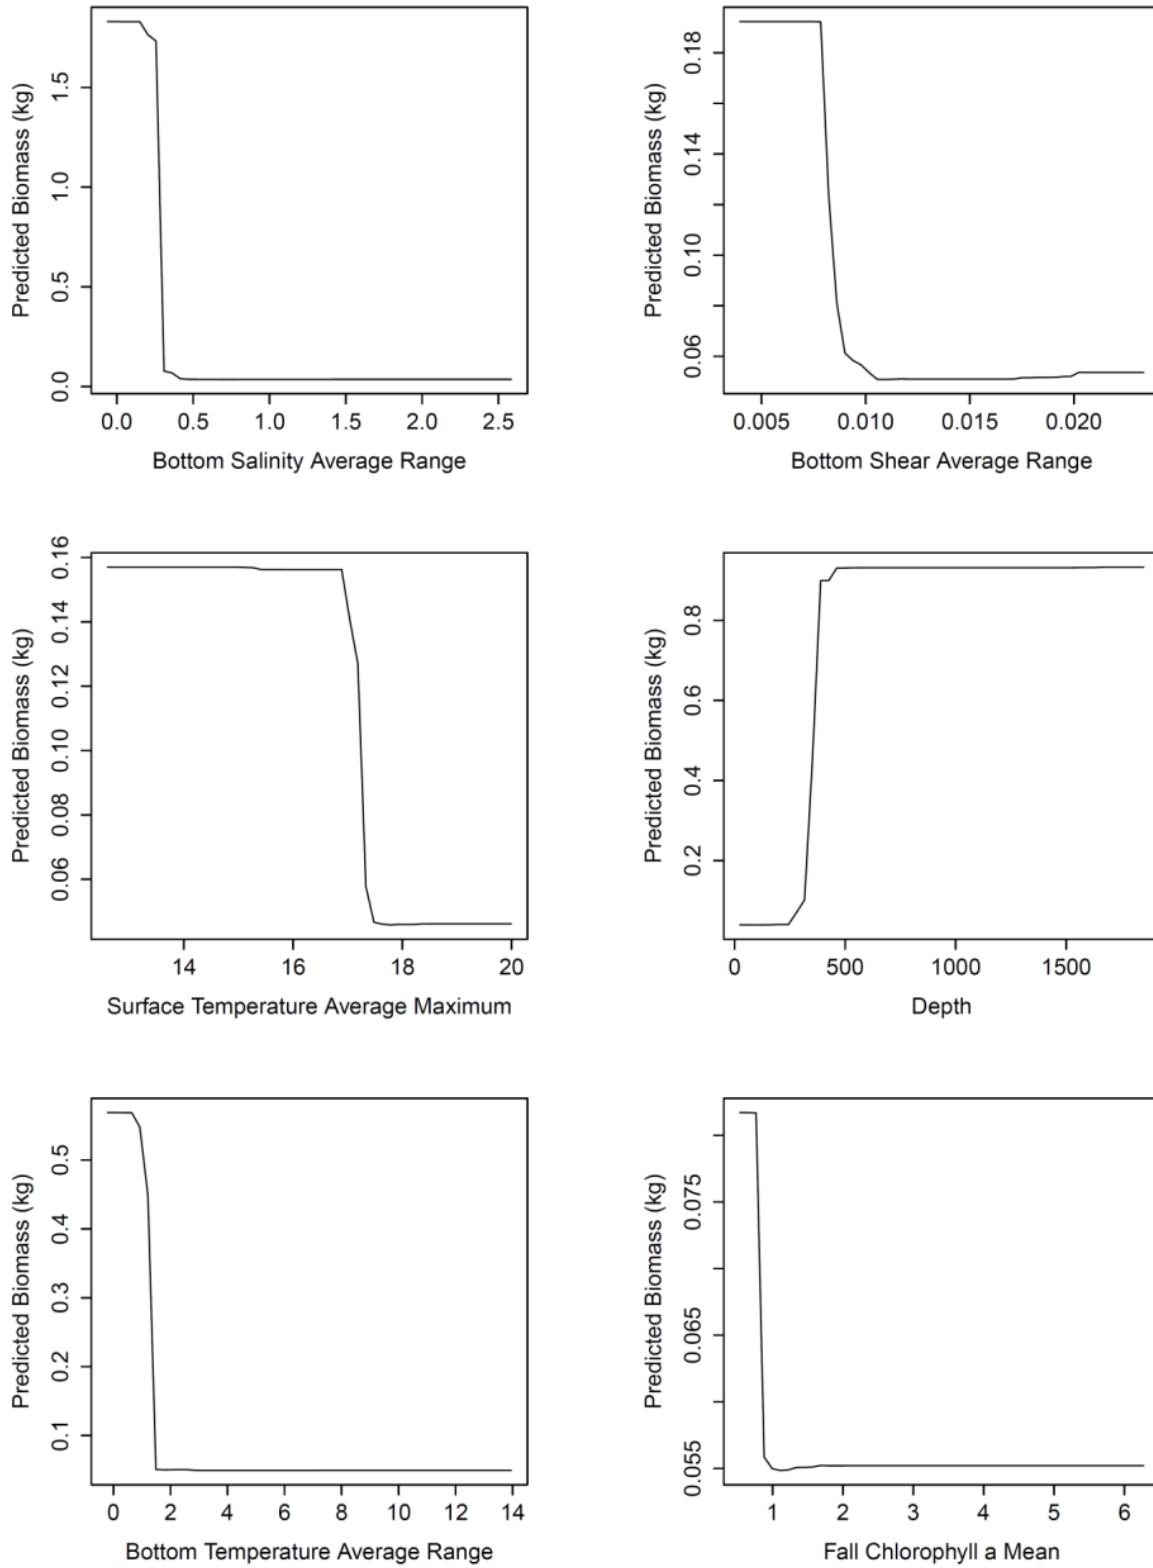 Predicted Biomass (kg)
1.5
1.0
0.5
0.0
0.0 0.5 1.0 1.5 2.0 2.5
Bottom Salinity Average Range
Predicted Biomass (kg)
0.18
0.14
0.10
0.06
0.005 0.010 0.015 0.020
Bottom Shear Average Range
Predicted Biomass (kg)
0.16
0.14
0.12
0.10
0.08
0.06
14 16 18 20
Surface Temperature Average Maximum
Predicted Biomass (kg)
0.8
0.6
0.4
0.2
0 500 1000 1500
Depth
Predicted Biomass (kg)
0.5
0.4
0.3
0.2
0.1
0 2 4 6 8 10 12 14
Bottom Temperature Average Range
Predicted Biomass (kg)
0.075
0.065
0.055
1 2 3 4 5 6
Fall Chlorophyll a Mean